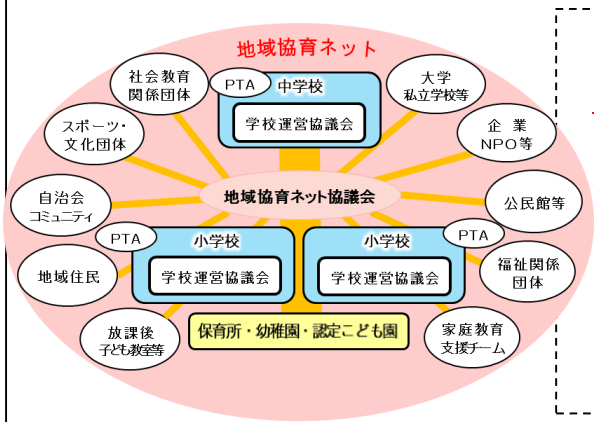 地域協育ネット
社会教育
関係団体
PTA
中学校
学校運営協議会
大学
私立学校等
スポーツ・
文化団体
企 業
NPO等
地域協育ネット協議会
自治会
コミュニティ
公民館等
PTA
小学校
学校運営協議会
小学校
学校運営協議会
PTA
地域住民
福祉関係
団体
放課後
子ども教室等
保育所・幼稚園・認定こども園
家庭教育
支援チーム